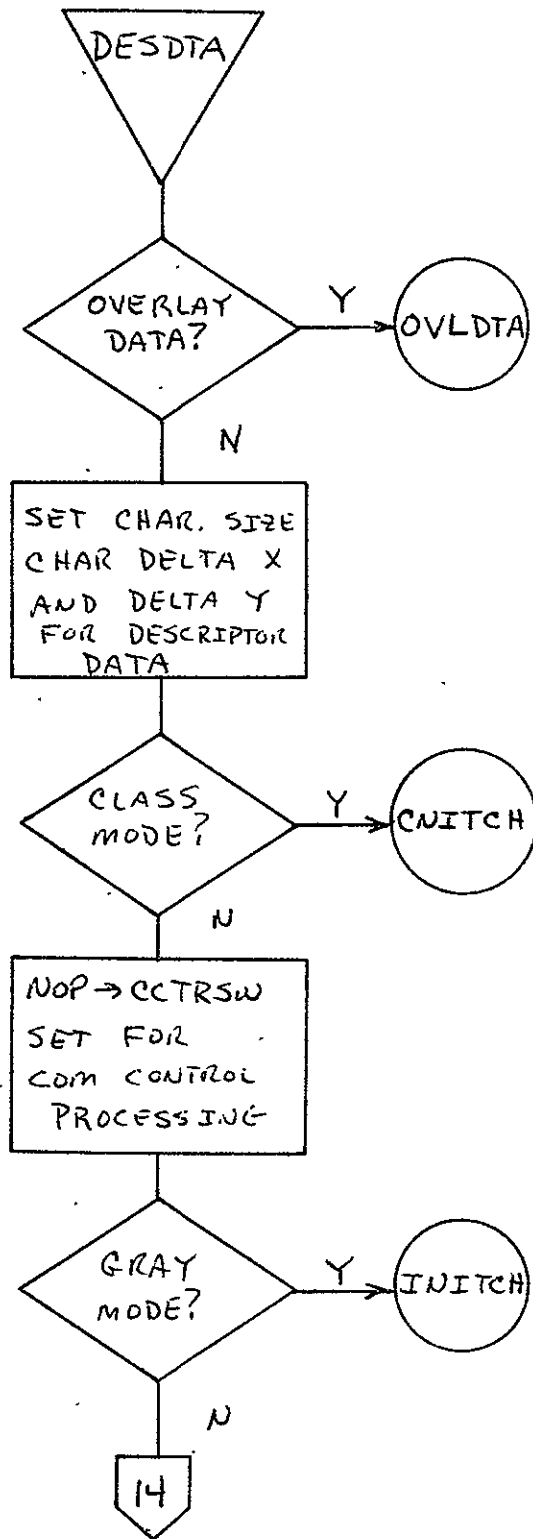 DESDTA
OVERLAY
DATA?
Y
OVLDTA
N
SET CHAR. SIZE
CHAR DELTA X
AND DELTA Y
FOR DESCRIPTOR
DATA
CLASS
MODE?
Y
CNITCH
N
NOP → CCTRSW
SET FOR
COM CONTROL
PROCESSING
GRAY
MODE?
Y
INITCH
N
14